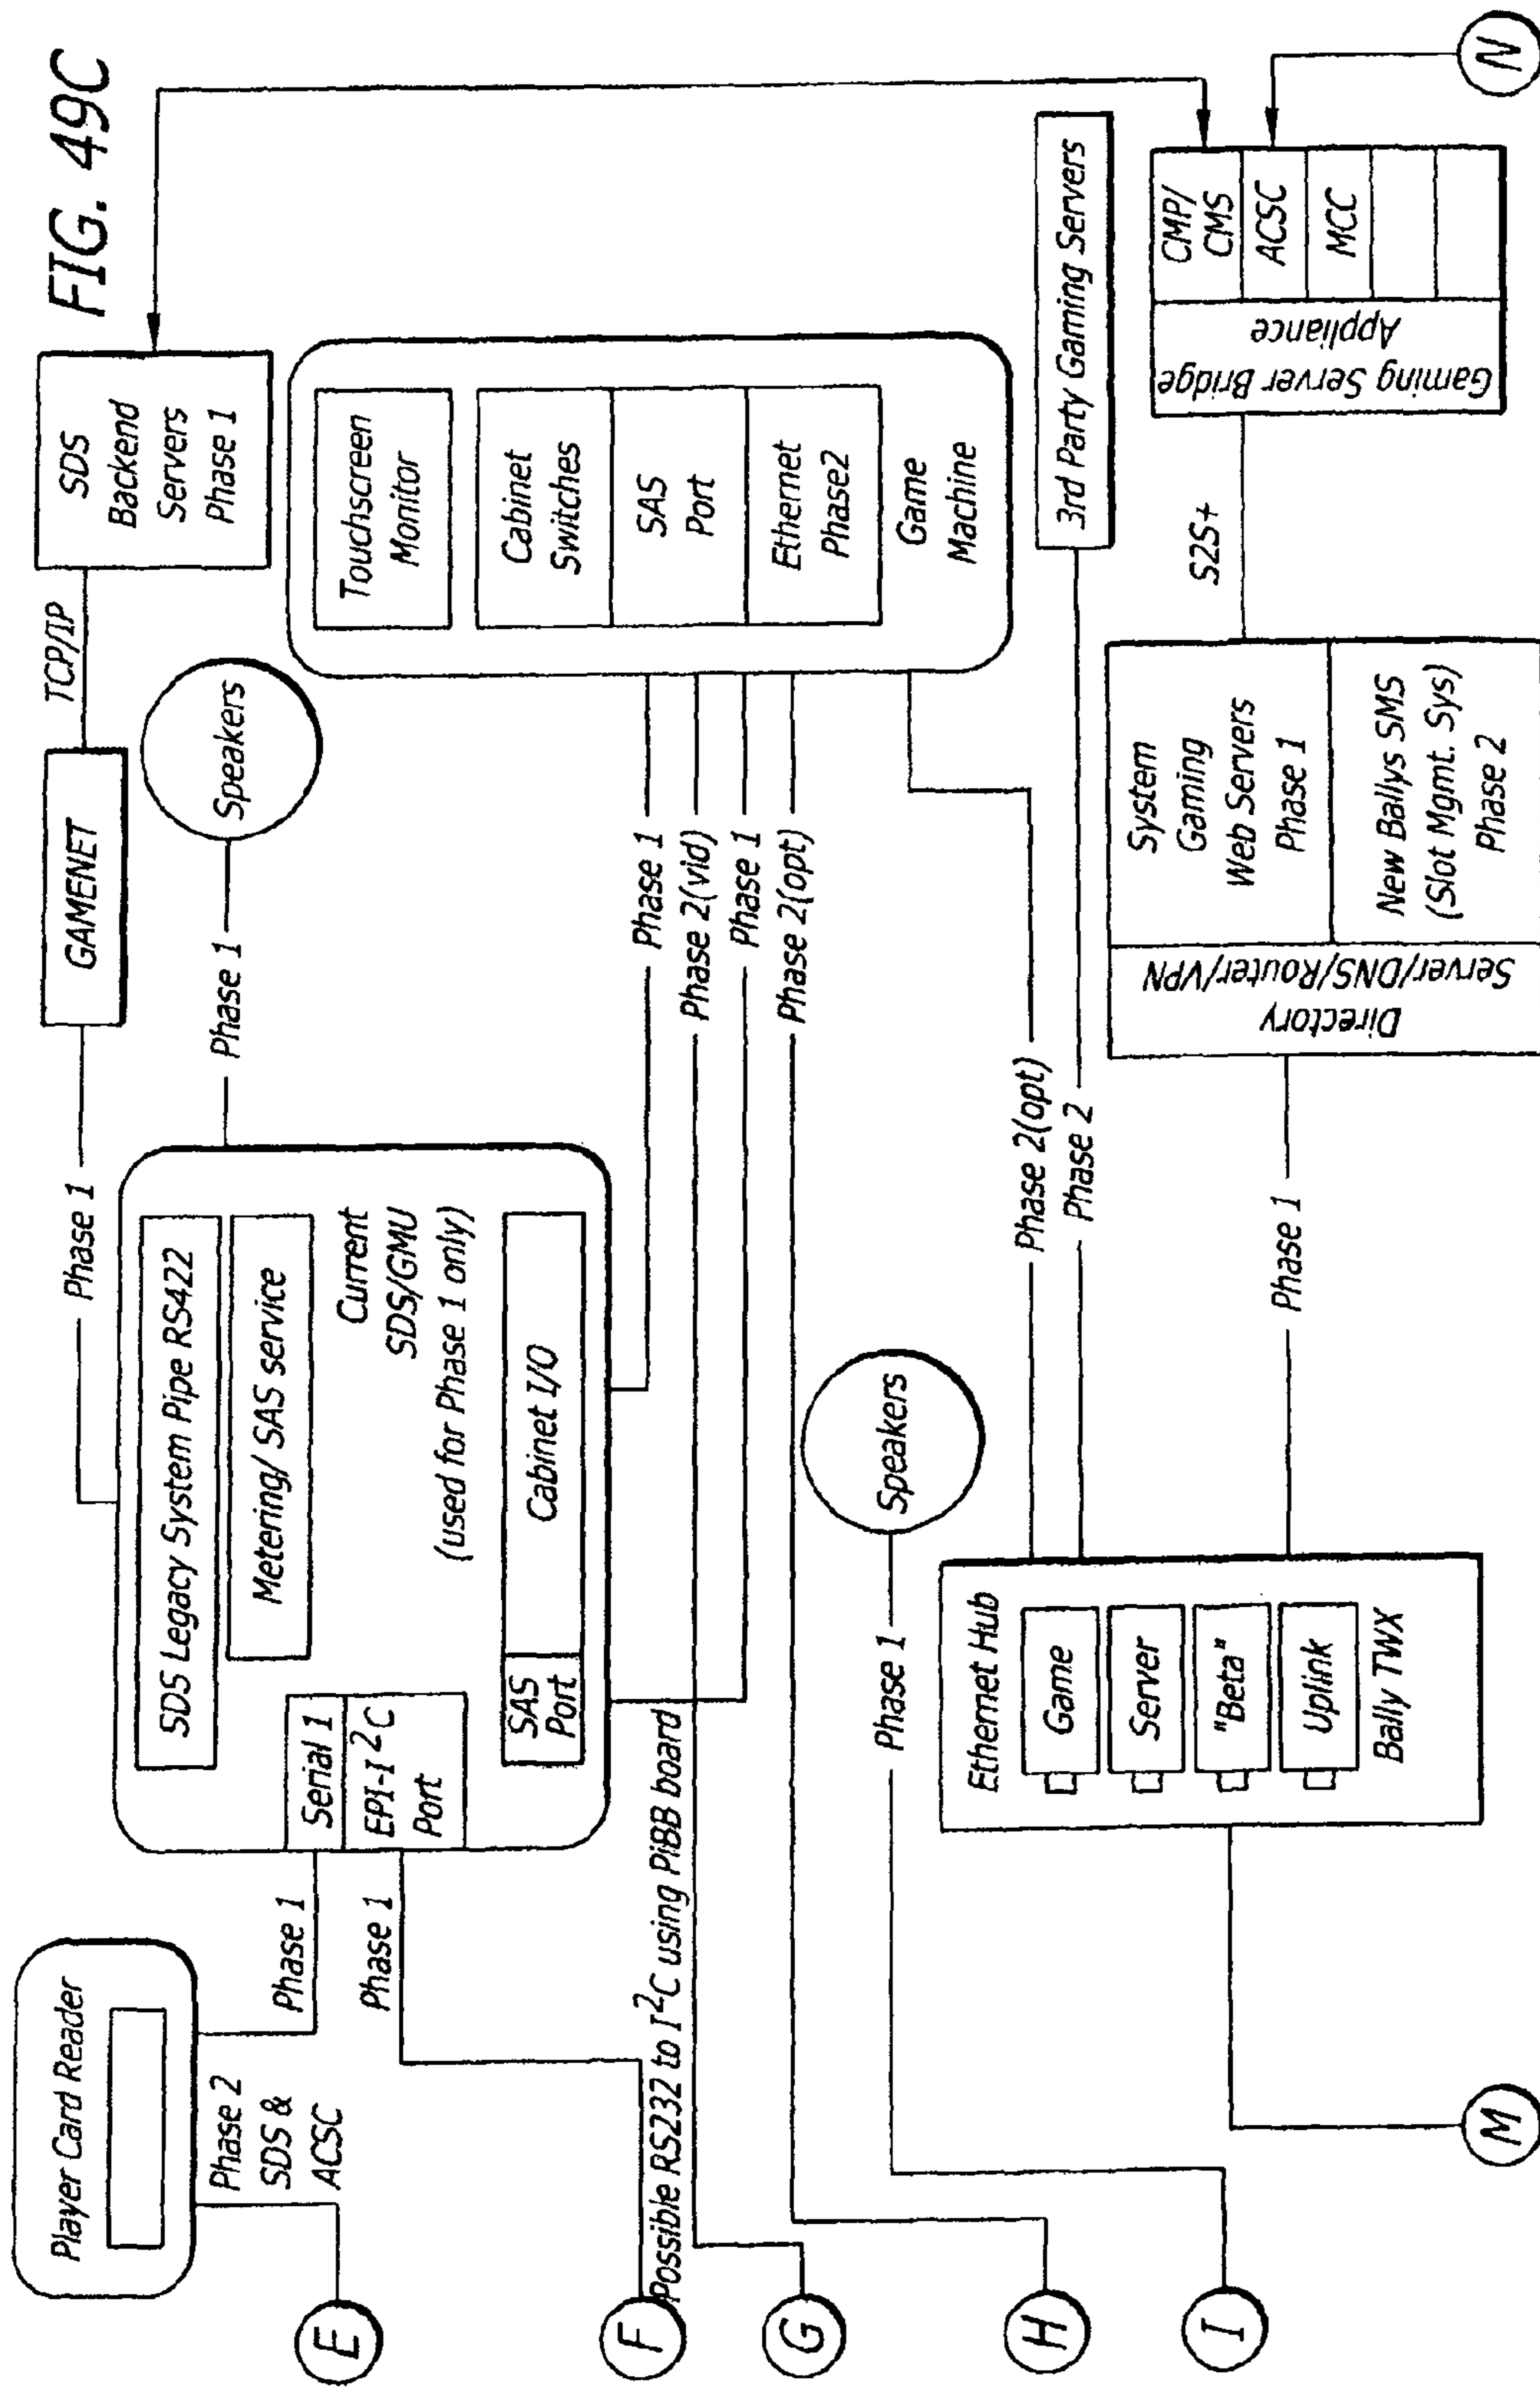 FIG. 49C
Player Card Reader
Phase 2
SDS &
ACSC
E
Phase 1
Phase 1
F
Possible RS232 to I²C using PiBB board
G
H
I
M
N
SDS Legacy System Pipe RS422
Metering/ SAS service
Serial 1
EPI-I²C
Port
Current
SDS/GMU
(used for Phase 1 only)
SAS
Port
Cabinet I/O
Phase 1
GAMENET
TCP/IP
SDS
Backend
Servers
Phase 1
Phase 1
Speakers
Phase 1
Phase 2(vid)
Phase 1
Phase 2(opt)
Touchscreen
Monitor
Cabinet
Switches
SAS
Port
Ethernet
Phase2
Game
Machine
Phase 1
Speakers
Phase 2(opt)
Phase 2
3rd Party Gaming Servers
Ethernet Hub
Game
Server
"Beta"
Uplink
Bally TWX
Phase 1
Directory
Server/DNS/Router/VPN
System
Gaming
Web Servers
Phase 1
New Ballys SMS
(Slot Mgmt. Sys)
Phase 2
S2S+
Gaming Server Bridge
Appliance
CMP/
CMS
ACSC
MCC